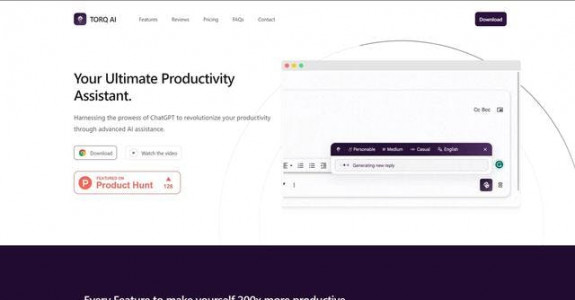 TORQ AI
Features
Reviews
Pricing
FAQs
Contact
Download
Your Ultimate Productivity
Assistant.
Harnessing the prowess of ChatGPT to revolutionize your productivity
through advanced AI assistance.
Download
Watch the video
FEATURED ON
Product Hunt
126
Cc Bcc
Personable
Medium
Casual
English
Generating new reply
Every Feature to make yourself 200x more productive